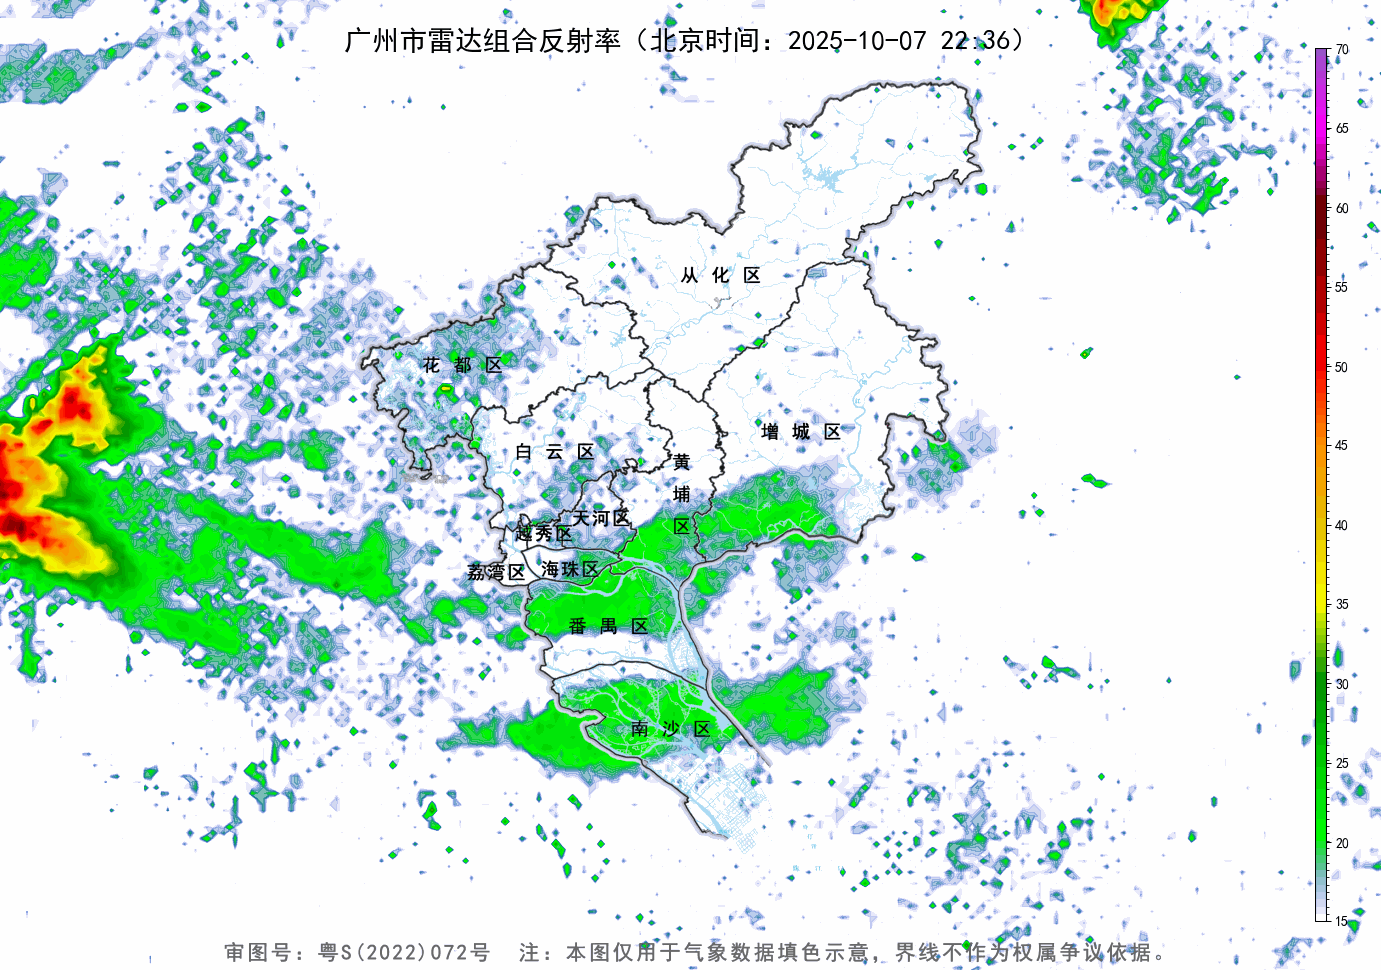 广州市雷达组合反射率（北京时间：2025-10-07 22:36）
70
65
60
55
50
45
40
35
30
25
20
15
从化区
花都区
增城区
白云区
黄埔区
天河区
越秀区
海珠区
荔湾区
番禺区
南沙区
审图号：粤S(2022)072号 注：本图仅用于气象数据填色示意，界线不作为权属争议依据。